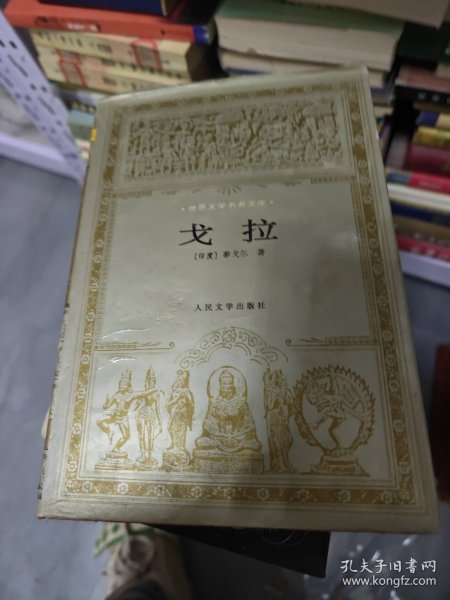 ·世界文学名著文库·
戈拉
〔印度〕泰戈尔 著
人民文学出版社
孔夫子旧书网
www.kongfz.com